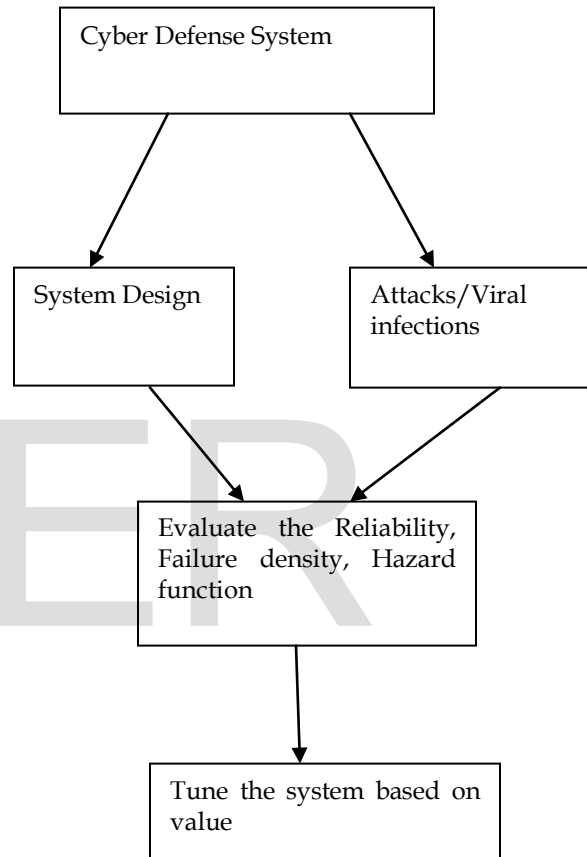 Cyber Defense System
System Design
Attacks/Viral
infections
Evaluate the Reliability,
Failure density, Hazard
function
ER
Tune the system based on
value